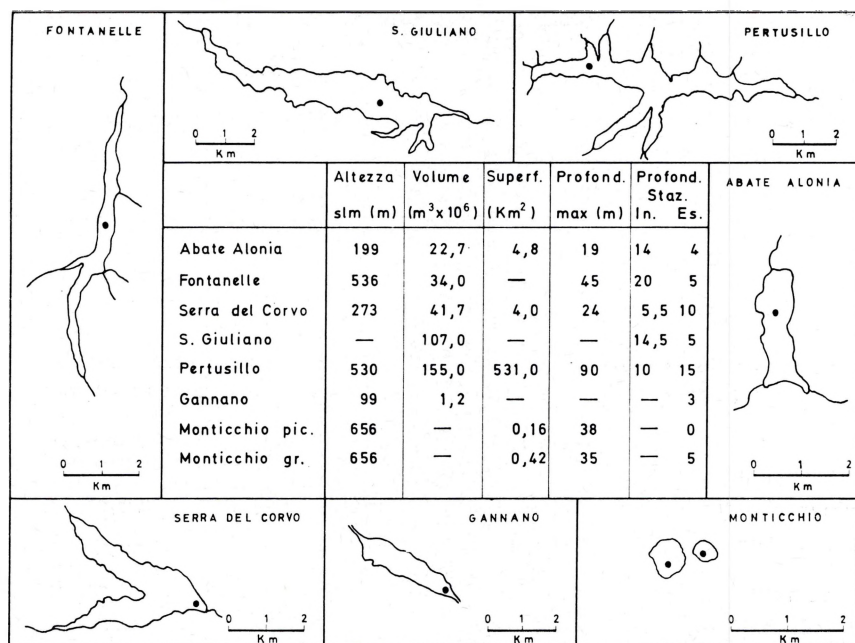 FONTANELLE
S. GIULIANO
PERTUSILLO
0 1 2
Km
0 1 2
Km
Altezza Volume Superf. Profond. Profond.
Staz.
slm (m) (m³x10⁶) (Km²) max (m) In. Es.
Abate Alonia 199 22,7 4,8 19 14 4
Fontanelle 536 34,0 — 45 20 5
Serra del Corvo 273 41,7 4,0 24 5,5 10
S. Giuliano — 107,0 — — 14,5 5
Pertusillo 530 155,0 531,0 90 10 15
Gannano 99 1,2 — — — 3
Monticchio pic. 656 — 0,16 38 — 0
Monticchio gr. 656 — 0,42 35 — 5
ABATE ALONIA
0 1 2
Km
0 1 2
Km
SERRA DEL CORVO
GANNANO
MONTICCHIO
0 1 2
Km
0 1 2
Km
0 1 2
Km